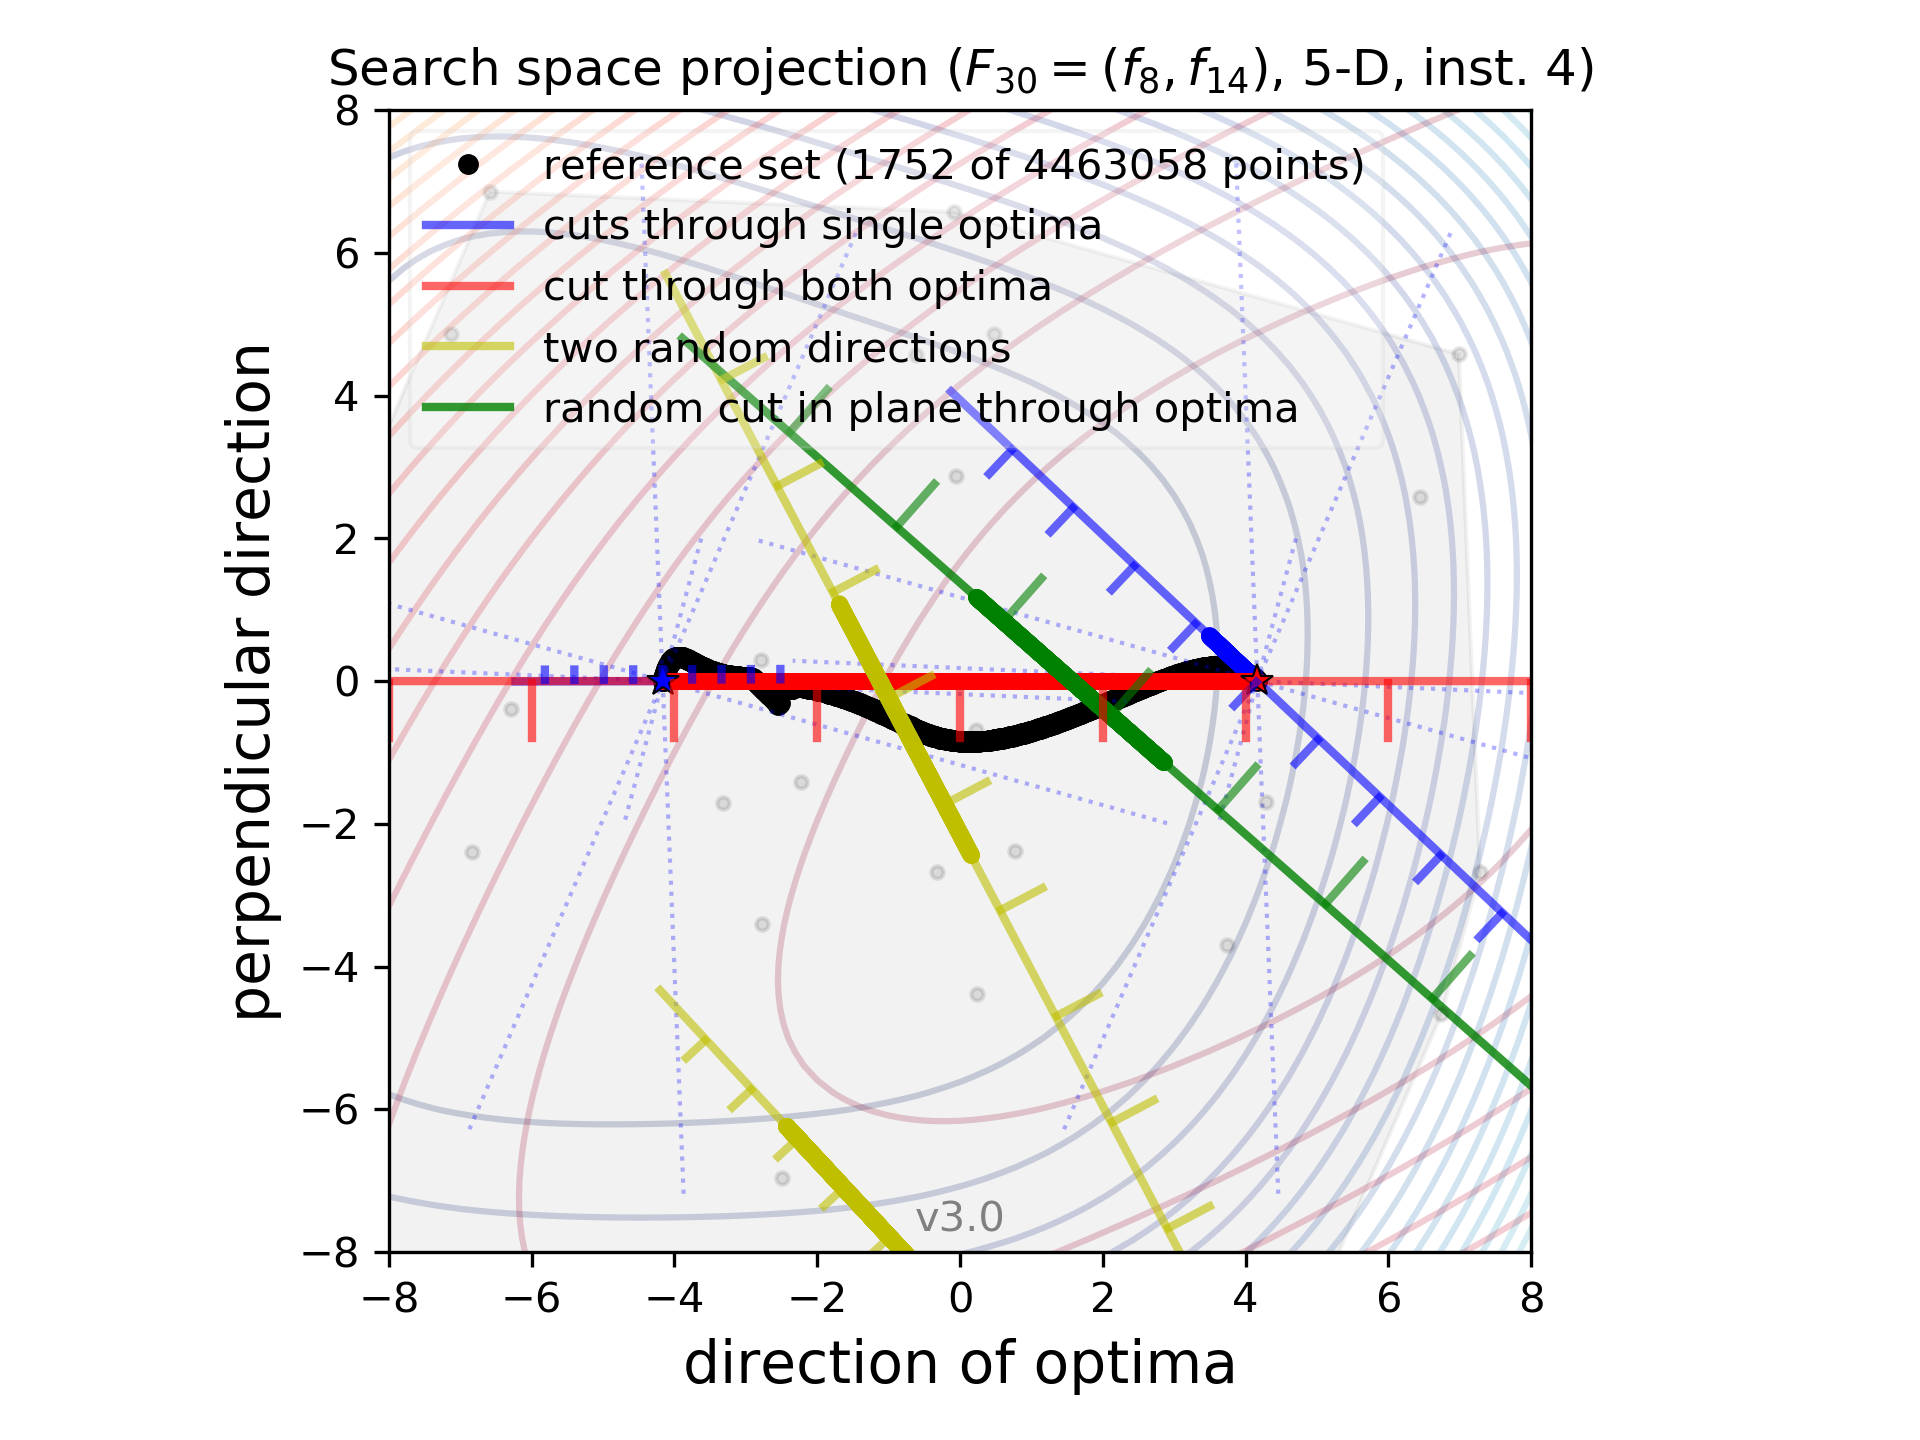 Search space projection (F₃₀ = (f₈, f₁₄), 5-D, inst. 4)
8
6
4
2
0
−2
−4
−6
−8
perpendicular direction
reference set (1752 of 4463058 points)
cuts through single optima
cut through both optima
two random directions
random cut in plane through optima
v3.0
−8 −6 −4 −2 0 2 4 6 8
direction of optima